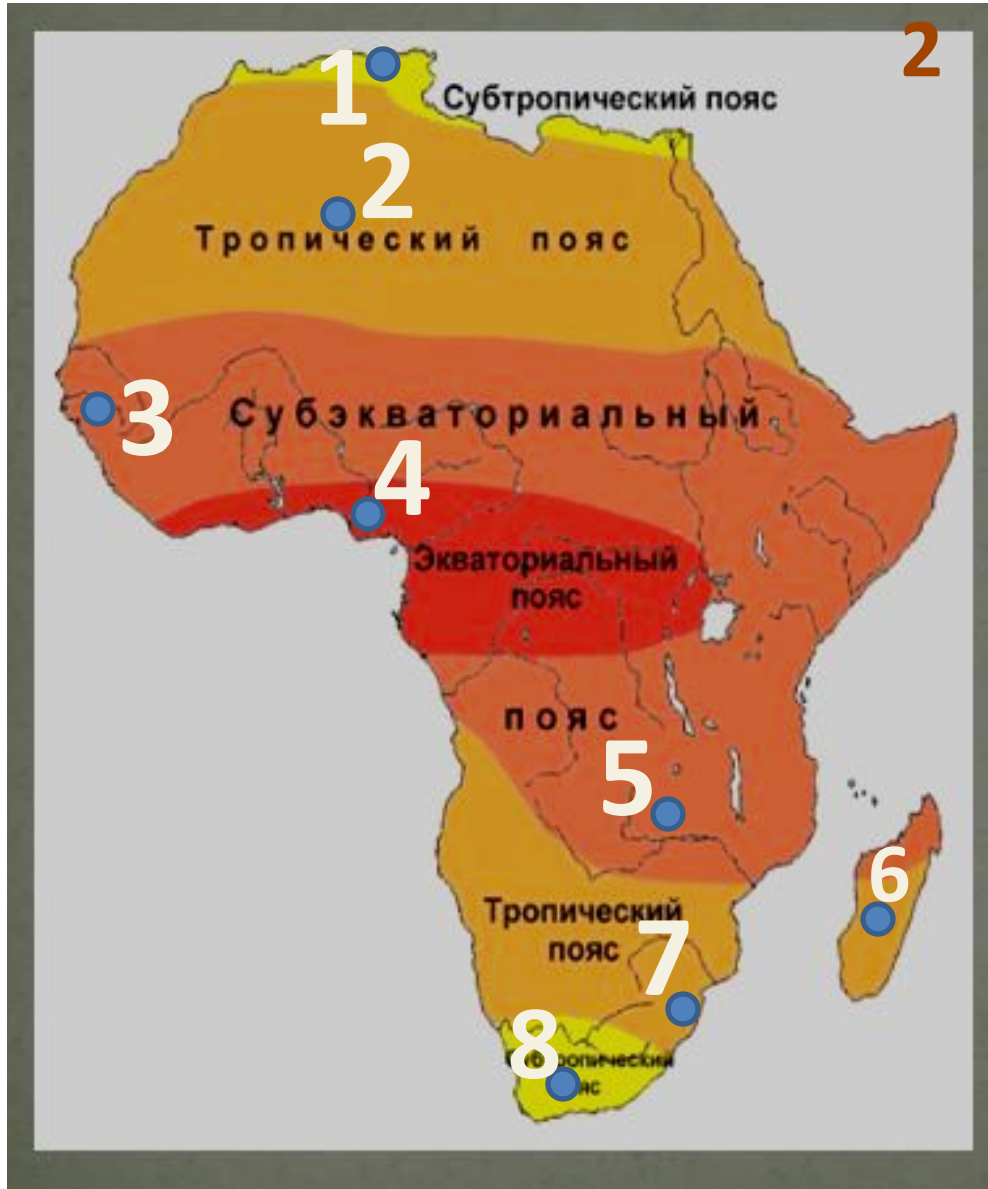 2
1
Субтропический пояс
2
Тропический пояс
3
Субэкваториальный
4
Экваториальный
пояс
пояс
5
6
Тропический
пояс
7
8